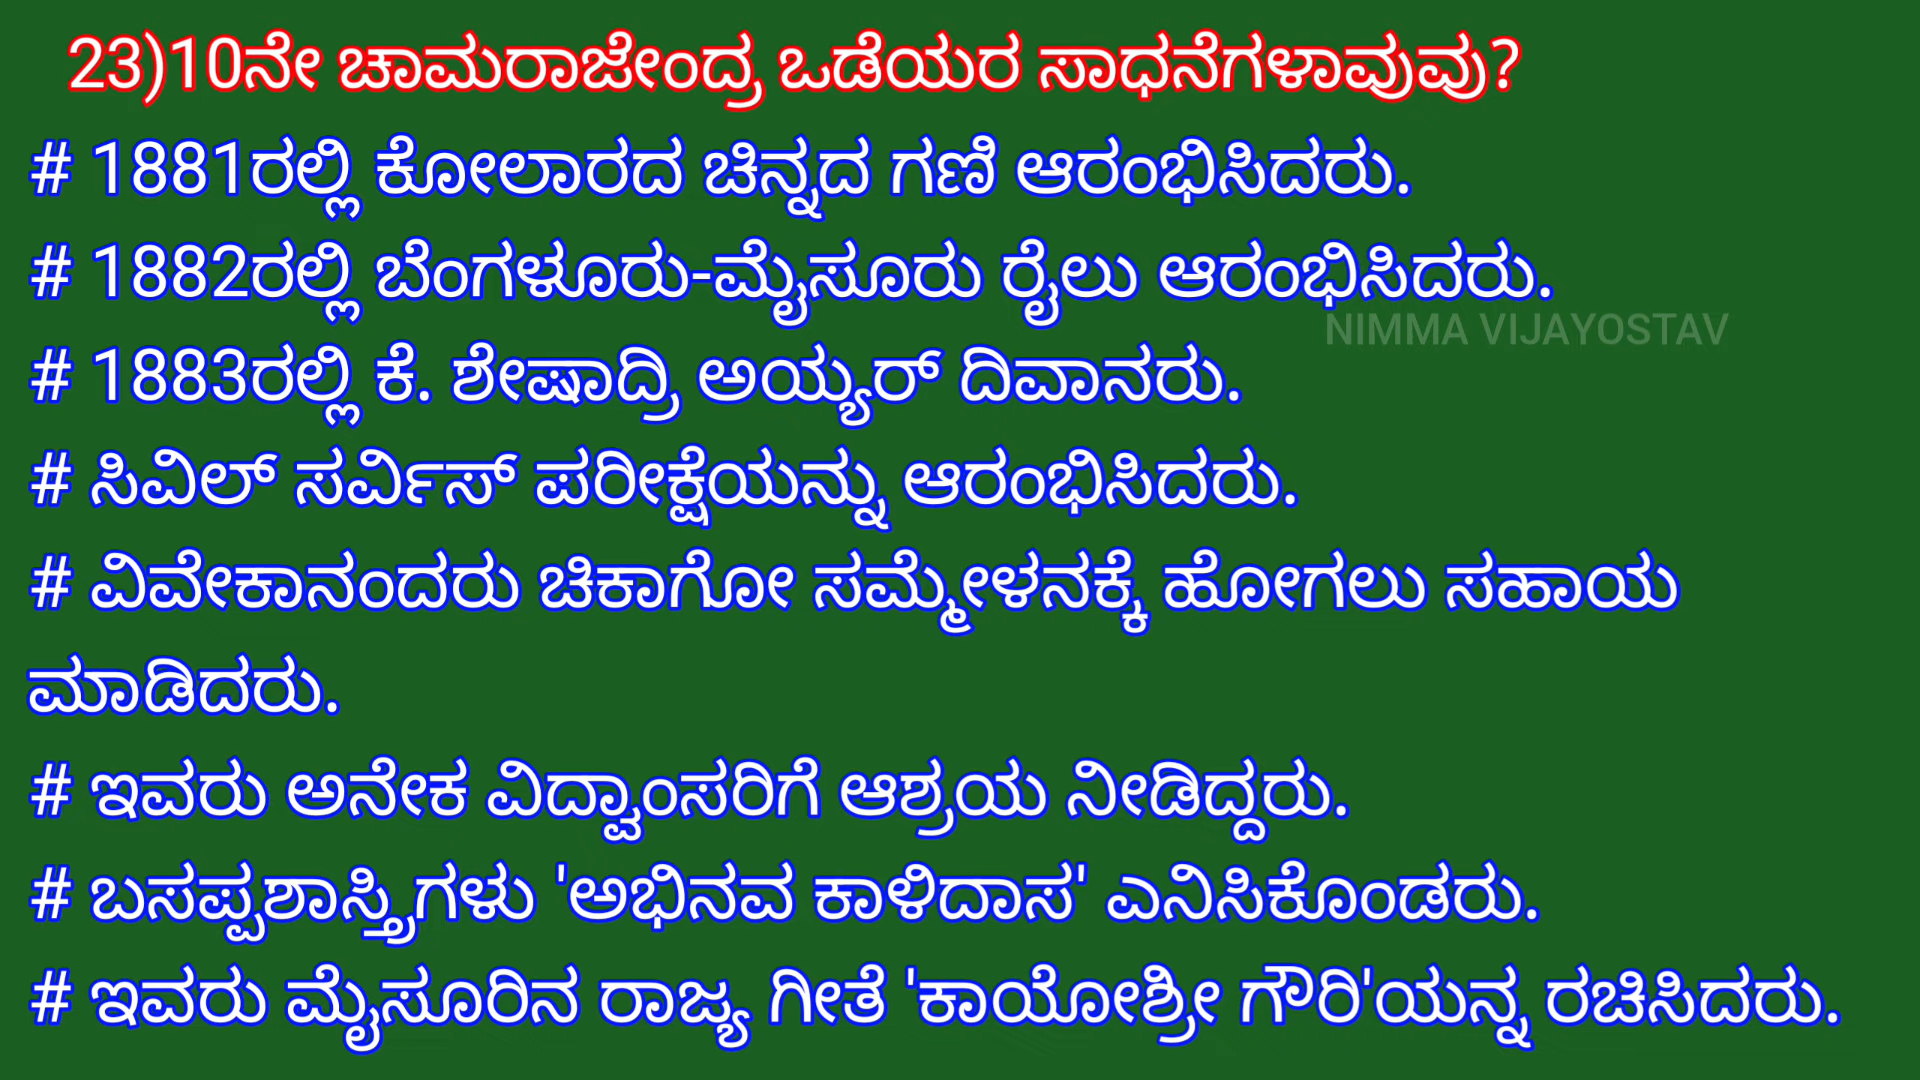 23)10ನೇ ಚಾಮರಾಜೇಂದ್ರ ಒಡೆಯರ ಸಾಧನೆಗಳಾವುವು?
# 1881ರಲ್ಲಿ ಕೋಲಾರದ ಚಿನ್ನದ ಗಣಿ ಆರಂಭಿಸಿದರು.
# 1882ರಲ್ಲಿ ಬೆಂಗಳೂರು-ಮೈಸೂರು ರೈಲು ಆರಂಭಿಸಿದರು.
NIMMA VIJAYOSTAV
# 1883ರಲ್ಲಿ ಕೆ. ಶೇಷಾದ್ರಿ ಅಯ್ಯರ್ ದಿವಾನರು.
# ಸಿವಿಲ್ ಸರ್ವಿಸ್ ಪರೀಕ್ಷೆಯನ್ನು ಆರಂಭಿಸಿದರು.
# ವಿವೇಕಾನಂದರು ಚಿಕಾಗೋ ಸಮ್ಮೇಳನಕ್ಕೆ ಹೋಗಲು ಸಹಾಯ
ಮಾಡಿದರು.
# ಇವರು ಅನೇಕ ವಿದ್ವಾಂಸರಿಗೆ ಆಶ್ರಯ ನೀಡಿದ್ದರು.
# ಬಸಪ್ಪಶಾಸ್ತ್ರಿಗಳು 'ಅಭಿನವ ಕಾಳಿದಾಸ' ಎನಿಸಿಕೊಂಡರು.
# ಇವರು ಮೈಸೂರಿನ ರಾಜ್ಯ ಗೀತೆ 'ಕಾಯೋಶ್ರೀ ಗೌರಿ'ಯನ್ನ ರಚಿಸಿದರು.